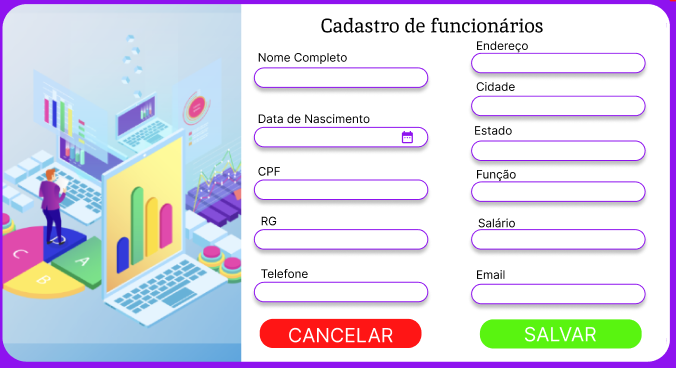 Cadastro de funcionários
Nome Completo
Data de Nascimento
CPF
RG
Telefone
Endereço
Cidade
Estado
Função
Salário
Email
CANCELAR
SALVAR
C
B
A
D